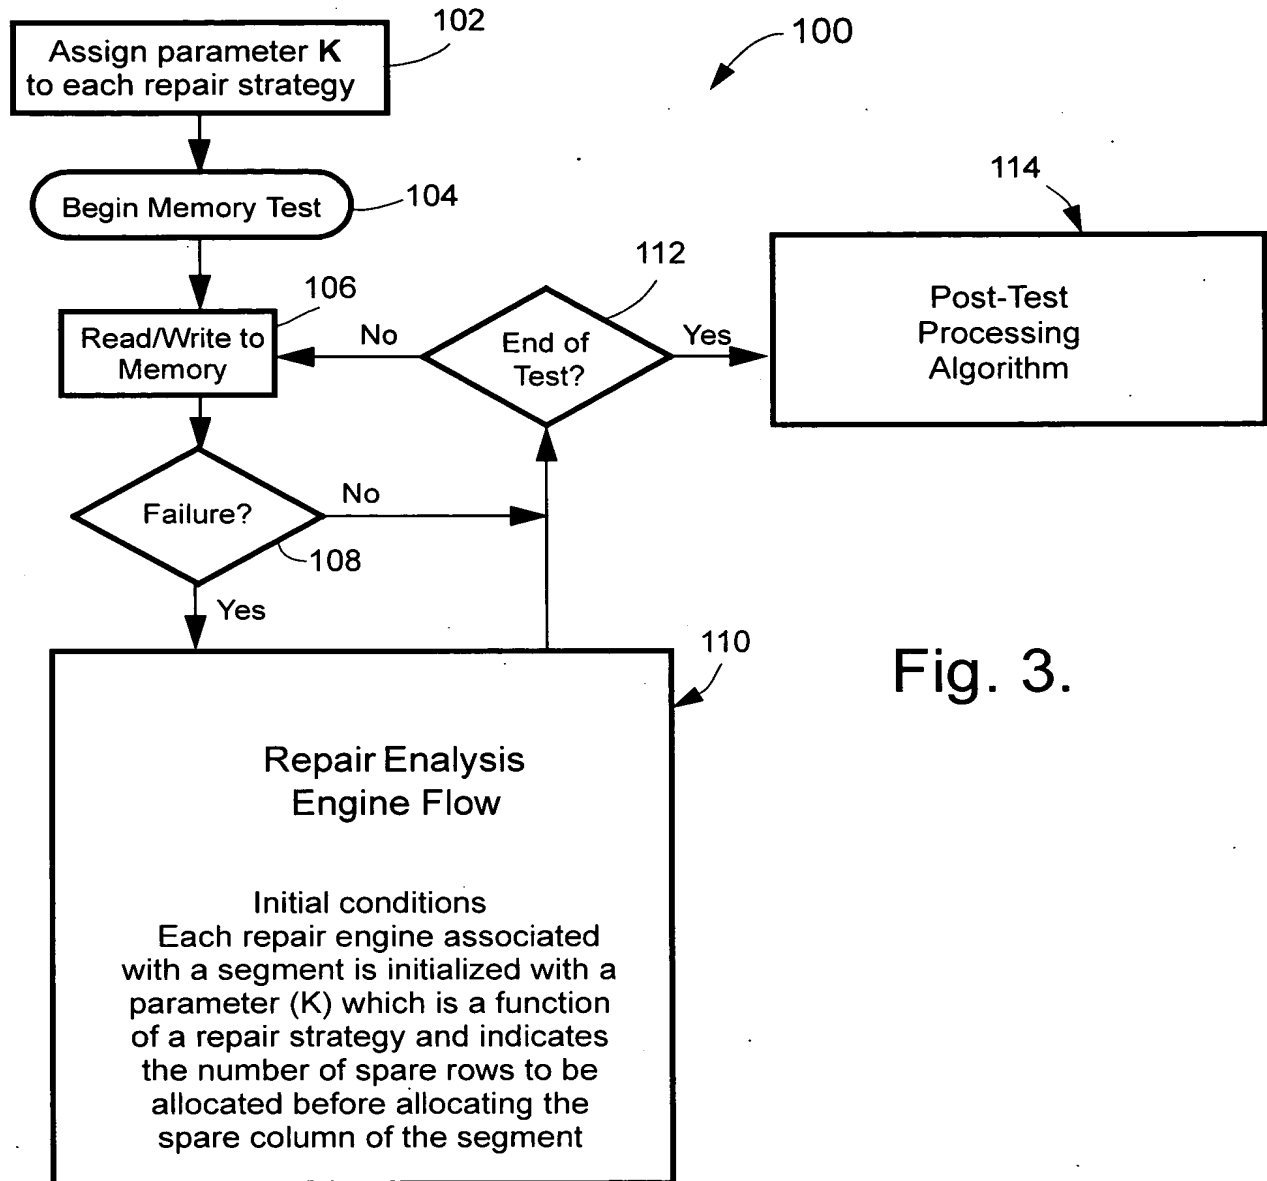 Assign parameter K
to each repair strategy
102
100
Begin Memory Test
104
114
Read/Write to
Memory
106
No
End of
Test?
112
Yes
Post-Test
Processing
Algorithm
Failure?
No
108
Yes
110
Fig. 3.
Repair Enalysis
Engine Flow
Initial conditions
Each repair engine associated
with a segment is initialized with a
parameter (K) which is a function
of a repair strategy and indicates
the number of spare rows to be
allocated before allocating the
spare column of the segment